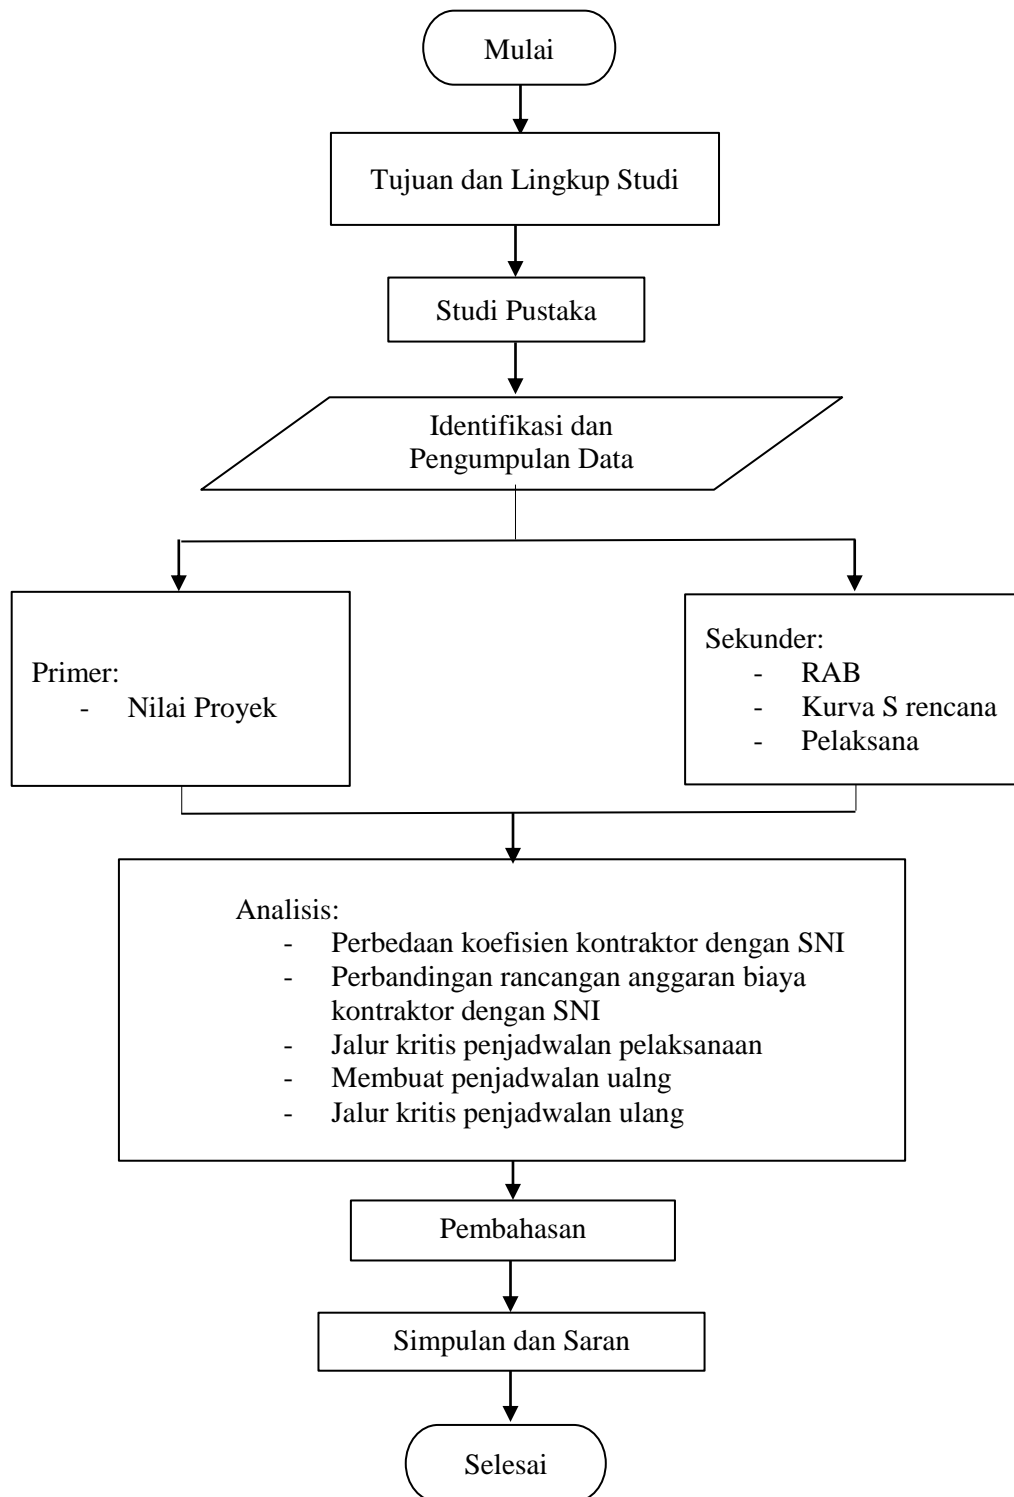 Mulai
Tujuan dan Lingkup Studi
Studi Pustaka
Identifikasi dan
Pengumpulan Data
Primer:
- Nilai Proyek
Sekunder:
- RAB
- Kurva S rencana
- Pelaksana
Analisis:
- Perbedaan koefisien kontraktor dengan SNI
- Perbandingan rancangan anggaran biaya
kontraktor dengan SNI
- Jalur kritis penjadwalan pelaksanaan
- Membuat penjadwalan ualng
- Jalur kritis penjadwalan ulang
Pembahasan
Simpulan dan Saran
Selesai